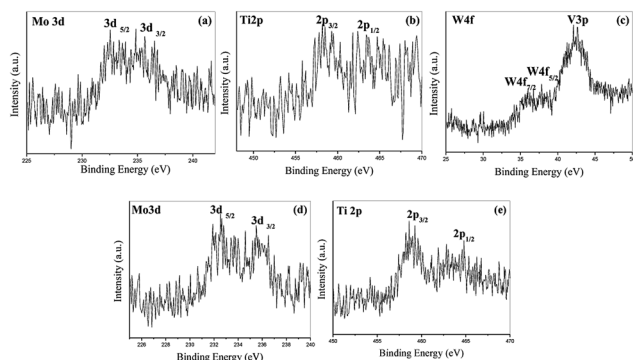 Mo 3d
3d 5/2
3d 3/2
(a)
Intensity (a.u.)
225 230 235 240
Binding Energy (eV)
Ti2p
2p3/2
2p1/2
(b)
Intensity (a.u.)
450 455 460 465 470
Binding Energy (eV)
W4f
V3p
(c)
W4f7/2
W4f5/2
Intensity (a.u.)
25 30 35 40 45 50
Binding Energy (eV)
Mo3d
3d 5/2
3d 3/2
(d)
Intensity (a.u.)
226 228 230 232 234 236 238 240
Binding Energy (eV)
Ti 2p
2p3/2
2p1/2
(e)
Intensity (a.u.)
450 455 460 465 470
Binding Energy (eV)